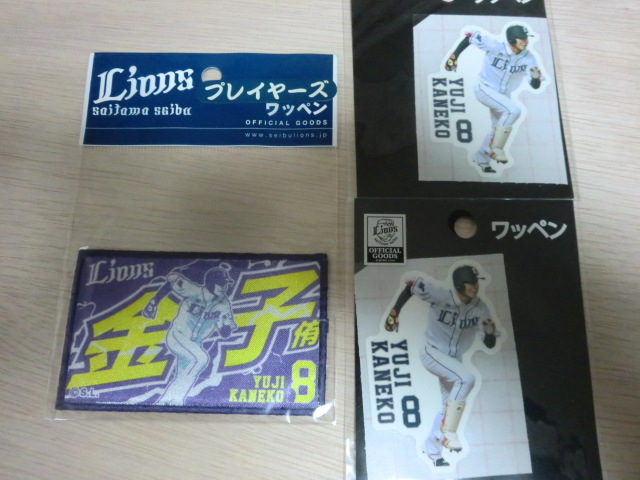 Lions
saitama seibu
プレイヤーズ
ワッペン
OFFICIAL GOODS
www.seibulions.jp
Lions
金子
侑
YUJI
KANEKO
8
©S.L.
YUJI
KANEKO
8
Lions
OFFICIAL
GOODS
ワッペン
YUJI
KANEKO
8